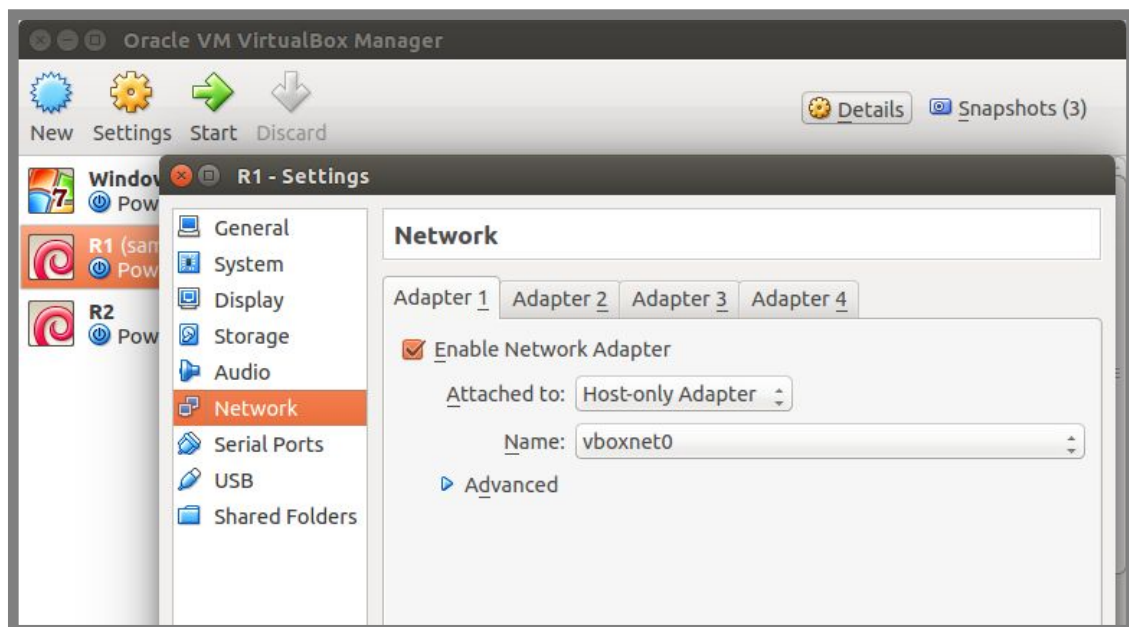 Oracle VM VirtualBox Manager
New Settings Start Discard
Details Snapshots (3)
R1 - Settings
7
R1
R2
General
System
Display
Storage
Audio
Network
Serial Ports
USB
Shared Folders
Network
Adapter 1 Adapter 2 Adapter 3 Adapter 4
Enable Network Adapter
Attached to: Host-only Adapter
Name: vboxnet0
Advanced